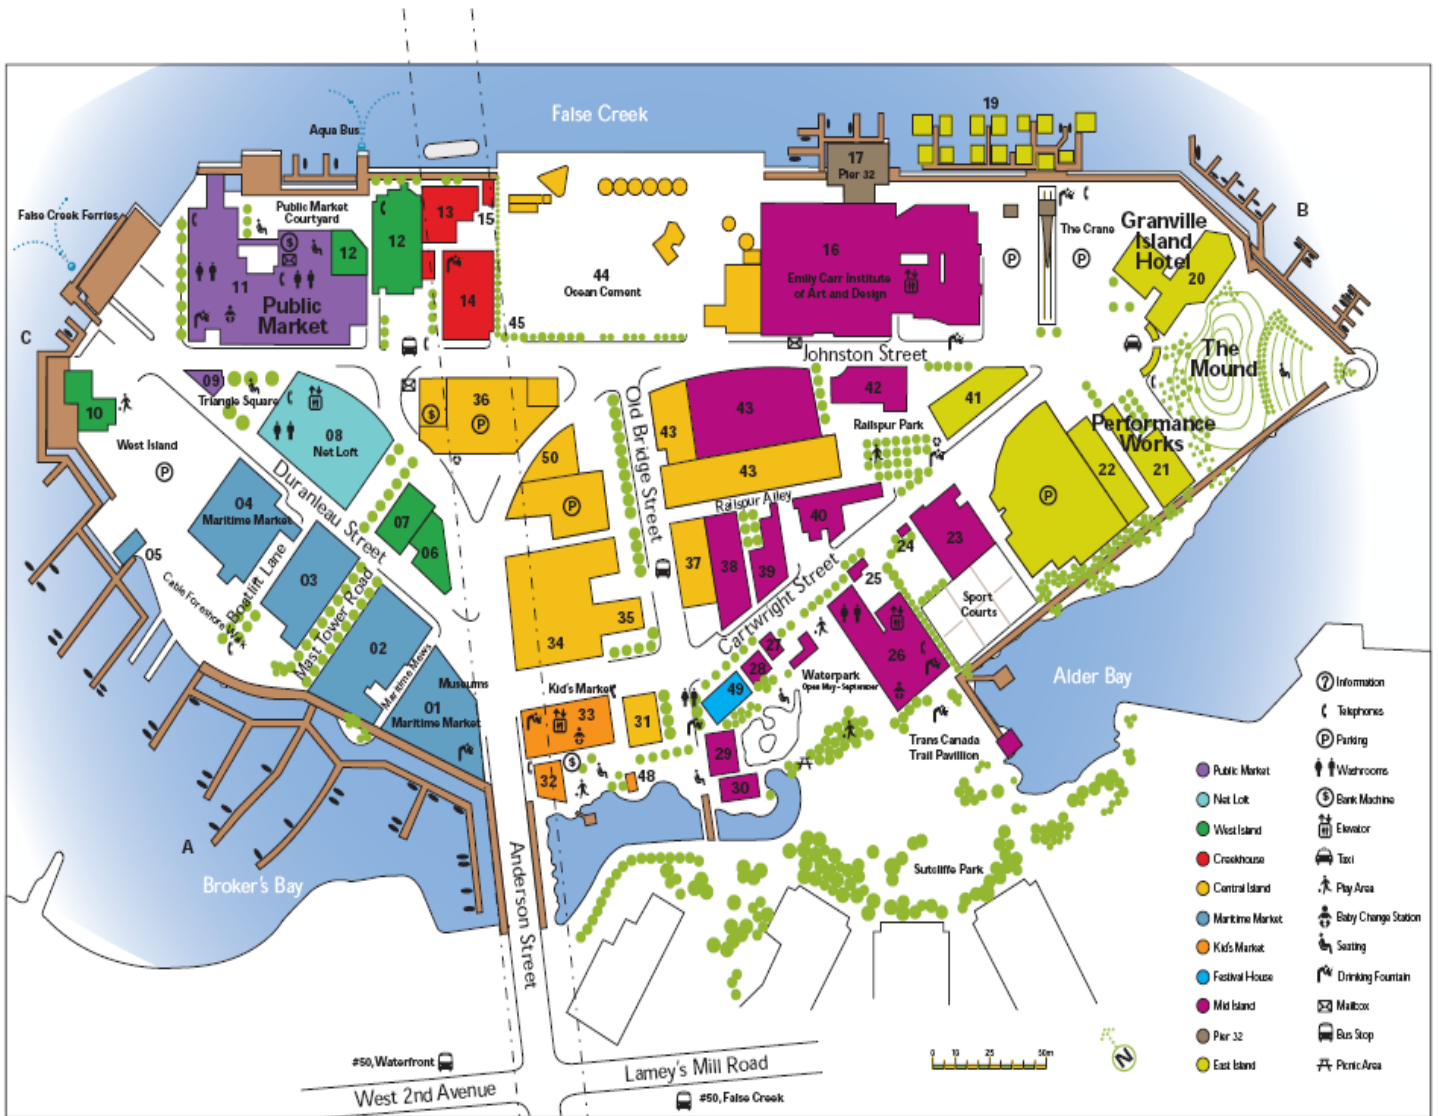 False Creek
Aqua Bus
19
17
Pier 32
False Creek Ferries
Public Market
Courtyard
13
15
12
12
11
Public
Market
14
44
Ocean Cement
45
16
Emily Carr Institute
of Art and Design
The Crane
Granville
Island
Hotel
20
B
C
Johnston Street
The
Mound
09
Triangle Square
10
West Island
08
Net Loft
36
43
43
43
42
41
Railspur Park
Performance
Works
22
21
50
Old Bridge Street
Duranleau Street
04
Maritime Market
05
07
06
03
Boatlift Lane
Cable Foreshore Walk
Mast Tower Road
Railspur Alley
40
37
38
39
24
23
25
Cartwright Street
Sport
Courts
34
35
02
Maritime Mews
Museums
01
Maritime Market
27
28
49
26
Waterpark
Open May - September
Alder Bay
Kid's Market
33
31
32
48
29
30
Trans Canada
Trail Pavillion
A
Broker's Bay
Anderson Street
Sutcliffe Park
Public Market
Net Loft
West Island
Creekhouse
Central Island
Maritime Market
Kid's Market
Festival House
Mid Island
Pier 32
East Island
? Information
Telephones
P Parking
Washrooms
$ Bank Machine
Elevator
Taxi
Play Area
Baby Change Station
Seating
Drinking Fountain
Mailbox
Bus Stop
Picnic Area
0 10 25 50m
N
#50, Waterfront
West 2nd Avenue
Lamey's Mill Road
#50, False Creek